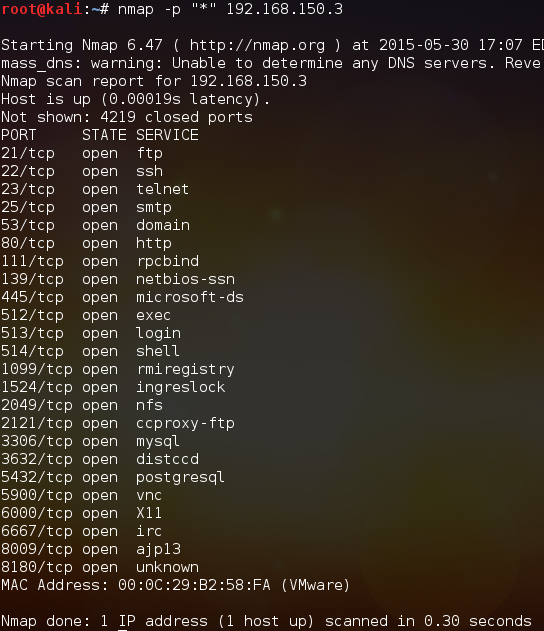 root@kali:~# nmap -p "*" 192.168.150.3
Starting Nmap 6.47 ( http://nmap.org ) at 2015-05-30 17:07
mass_dns: warning: Unable to determine any DNS servers.
Nmap scan report for 192.168.150.3
Host is up (0.00019s latency).
Not shown: 4219 closed ports
PORT     STATE SERVICE
21/tcp   open  ftp
22/tcp   open  ssh
23/tcp   open  telnet
25/tcp   open  smtp
53/tcp   open  domain
80/tcp   open  http
111/tcp  open  rpcbind
139/tcp  open  netbios-ssn
445/tcp  open  microsoft-ds
512/tcp  open  exec
513/tcp  open  login
514/tcp  open  shell
1099/tcp open  rmiregistry
1524/tcp open  ingreslock
2049/tcp open  nfs
2121/tcp open  ccproxy-ftp
3306/tcp open  mysql
3632/tcp open  distccd
5432/tcp open  postgresql
5900/tcp open  vnc
6000/tcp open  X11
6667/tcp open  irc
8009/tcp open  ajp13
8180/tcp open  unknown
MAC Address: 00:0C:29:B2:58:FA (VMware)
Nmap done: 1 IP address (1 host up) scanned in 0.30 seconds